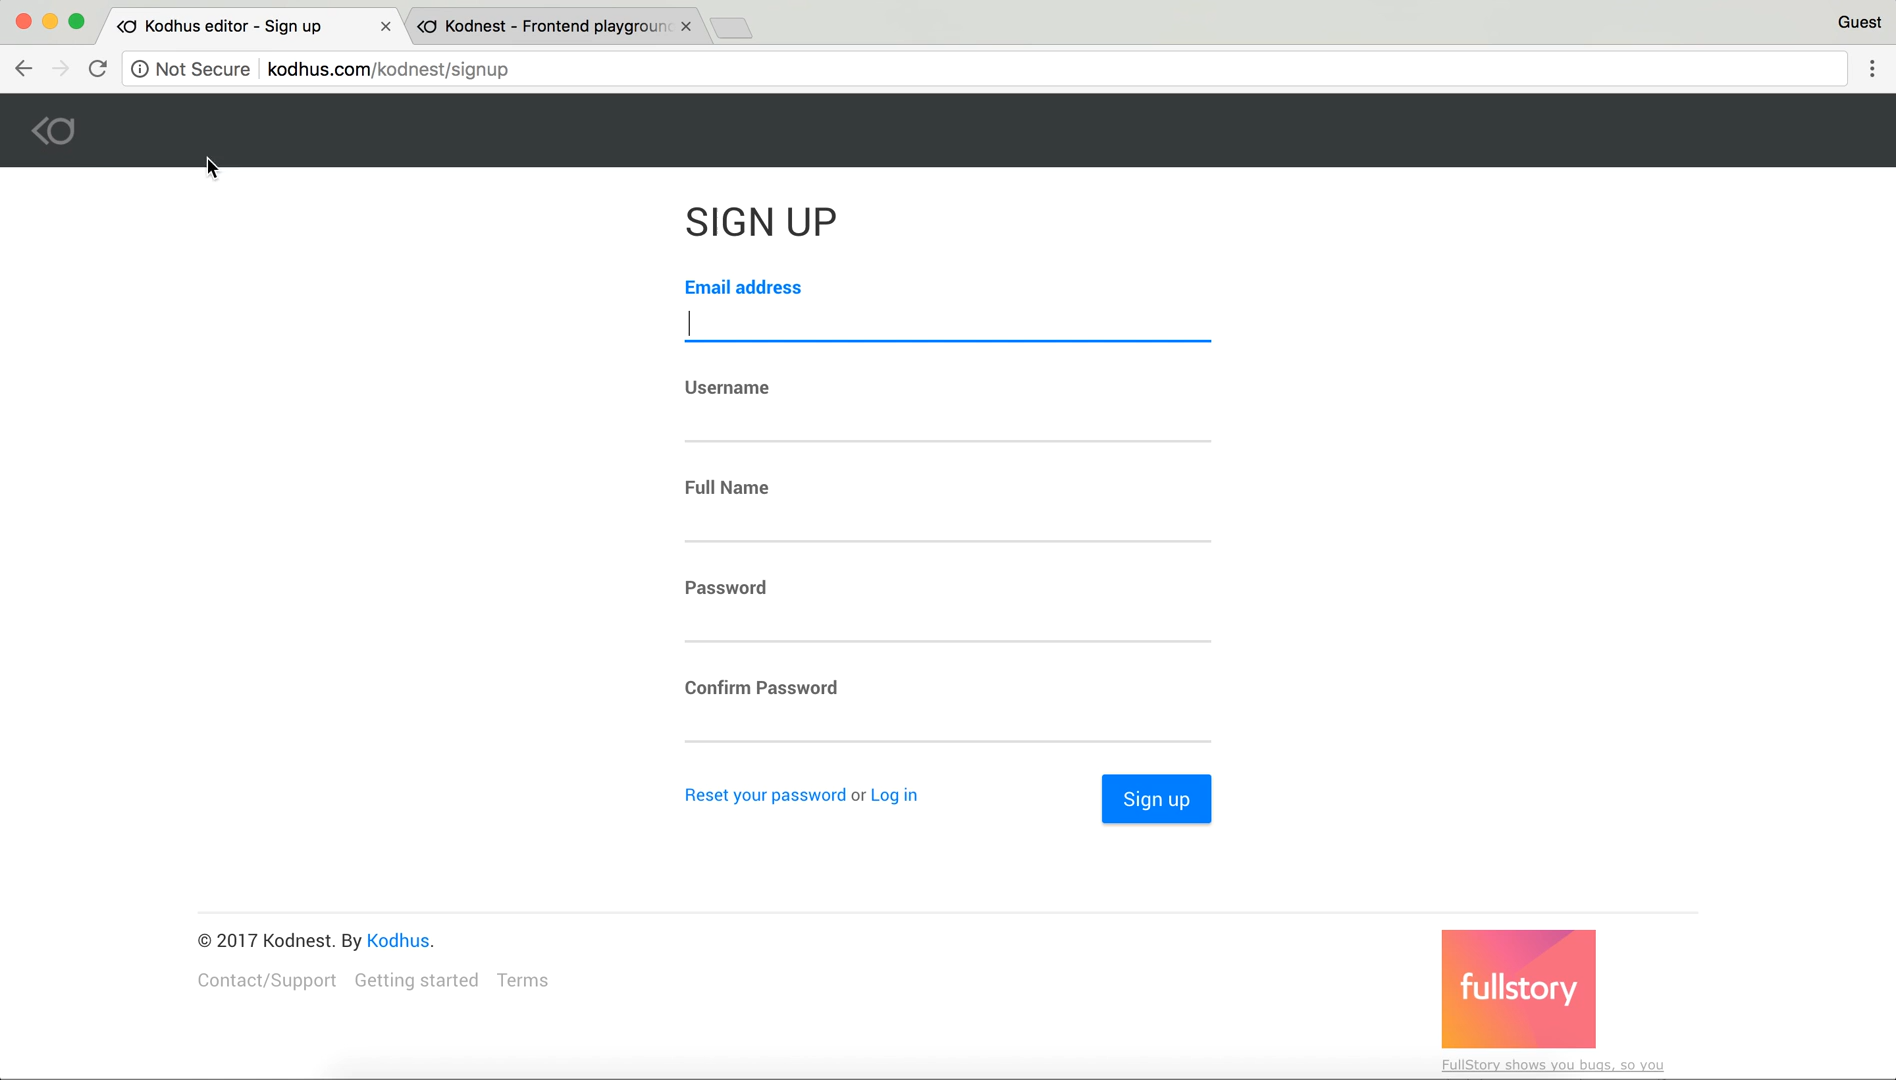 Kodhus editor - Sign up
Kodnest - Frontend playground
Guest
Not Secure
kodhus.com/kodnest/signup
SIGN UP
Email address
Username
Full Name
Password
Confirm Password
Reset your password or Log in
Sign up
© 2017 Kodnest. By Kodhus.
Contact/Support Getting started Terms
fullstory
FullStory shows you bugs, so you